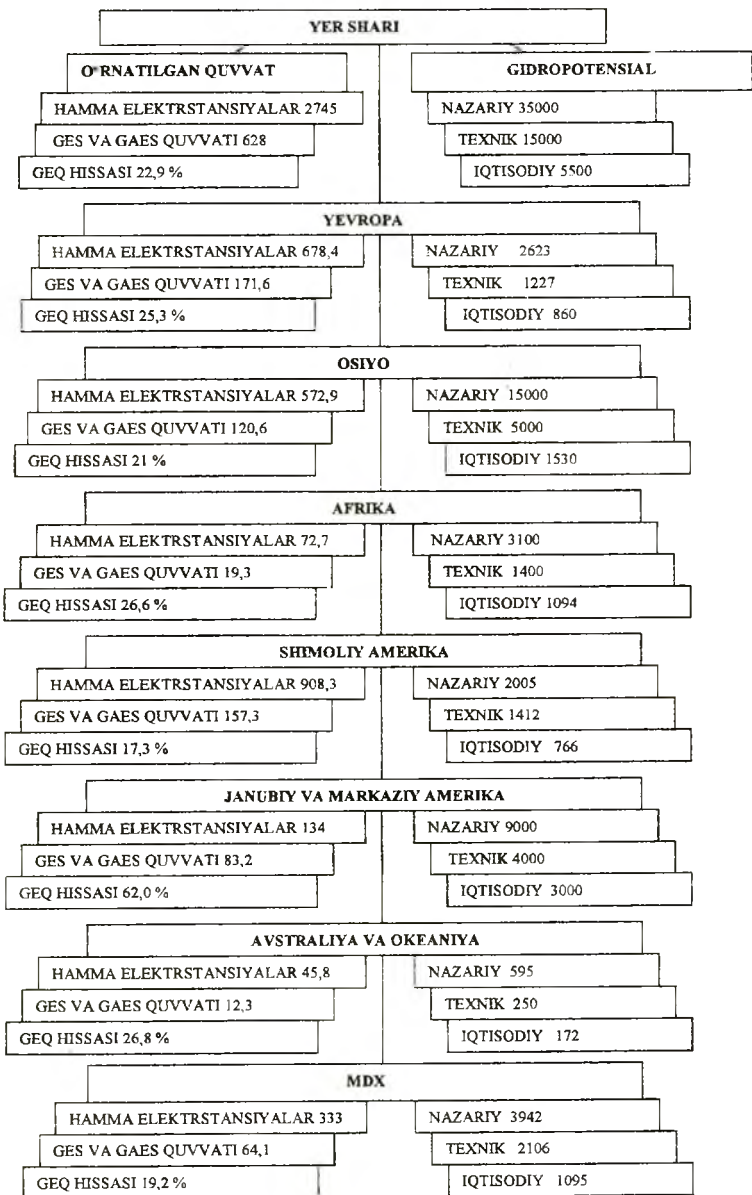 YER SHARI
O'RNATILGAN QUVVAT
HAMMA ELEKTRSTANSIYALAR 2745
GES VA GAES QUVVATI 628
GEQ HISSASI 22,9 %
GIDROPOTENSIAL
NAZARIY 35000
TEXNIK 15000
IQTISODIY 5500
YEVROPA
HAMMA ELEKTRSTANSIYALAR 678,4
GES VA GAES QUVVATI 171,6
GEQ HISSASI 25,3 %
NAZARIY 2623
TEXNIK 1227
IQTISODIY 860
OSIYO
HAMMA ELEKTRSTANSIYALAR 572,9
GES VA GAES QUVVATI 120,6
GEQ HISSASI 21 %
NAZARIY 15000
TEXNIK 5000
IQTISODIY 1530
AFRIKA
HAMMA ELEKTRSTANSIYALAR 72,7
GES VA GAES QUVVATI 19,3
GEQ HISSASI 26,6 %
NAZARIY 3100
TEXNIK 1400
IQTISODIY 1094
SHIMOLIY AMERIKA
HAMMA ELEKTRSTANSIYALAR 908,3
GES VA GAES QUVVATI 157,3
GEQ HISSASI 17,3 %
NAZARIY 2005
TEXNIK 1412
IQTISODIY 766
JANUBIY VA MARKAZIY AMERIKA
HAMMA ELEKTRSTANSIYALAR 134
GES VA GAES QUVVATI 83,2
GEQ HISSASI 62,0 %
NAZARIY 9000
TEXNIK 4000
IQTISODIY 3000
AVSTRALIYA VA OKEANIYA
HAMMA ELEKTRSTANSIYALAR 45,8
GES VA GAES QUVVATI 12,3
GEQ HISSASI 26,8 %
NAZARIY 595
TEXNIK 250
IQTISODIY 172
MDX
HAMMA ELEKTRSTANSIYALAR 333
GES VA GAES QUVVATI 64,1
GEQ HISSASI 19,2 %
NAZARIY 3942
TEXNIK 2106
IQTISODIY 1095